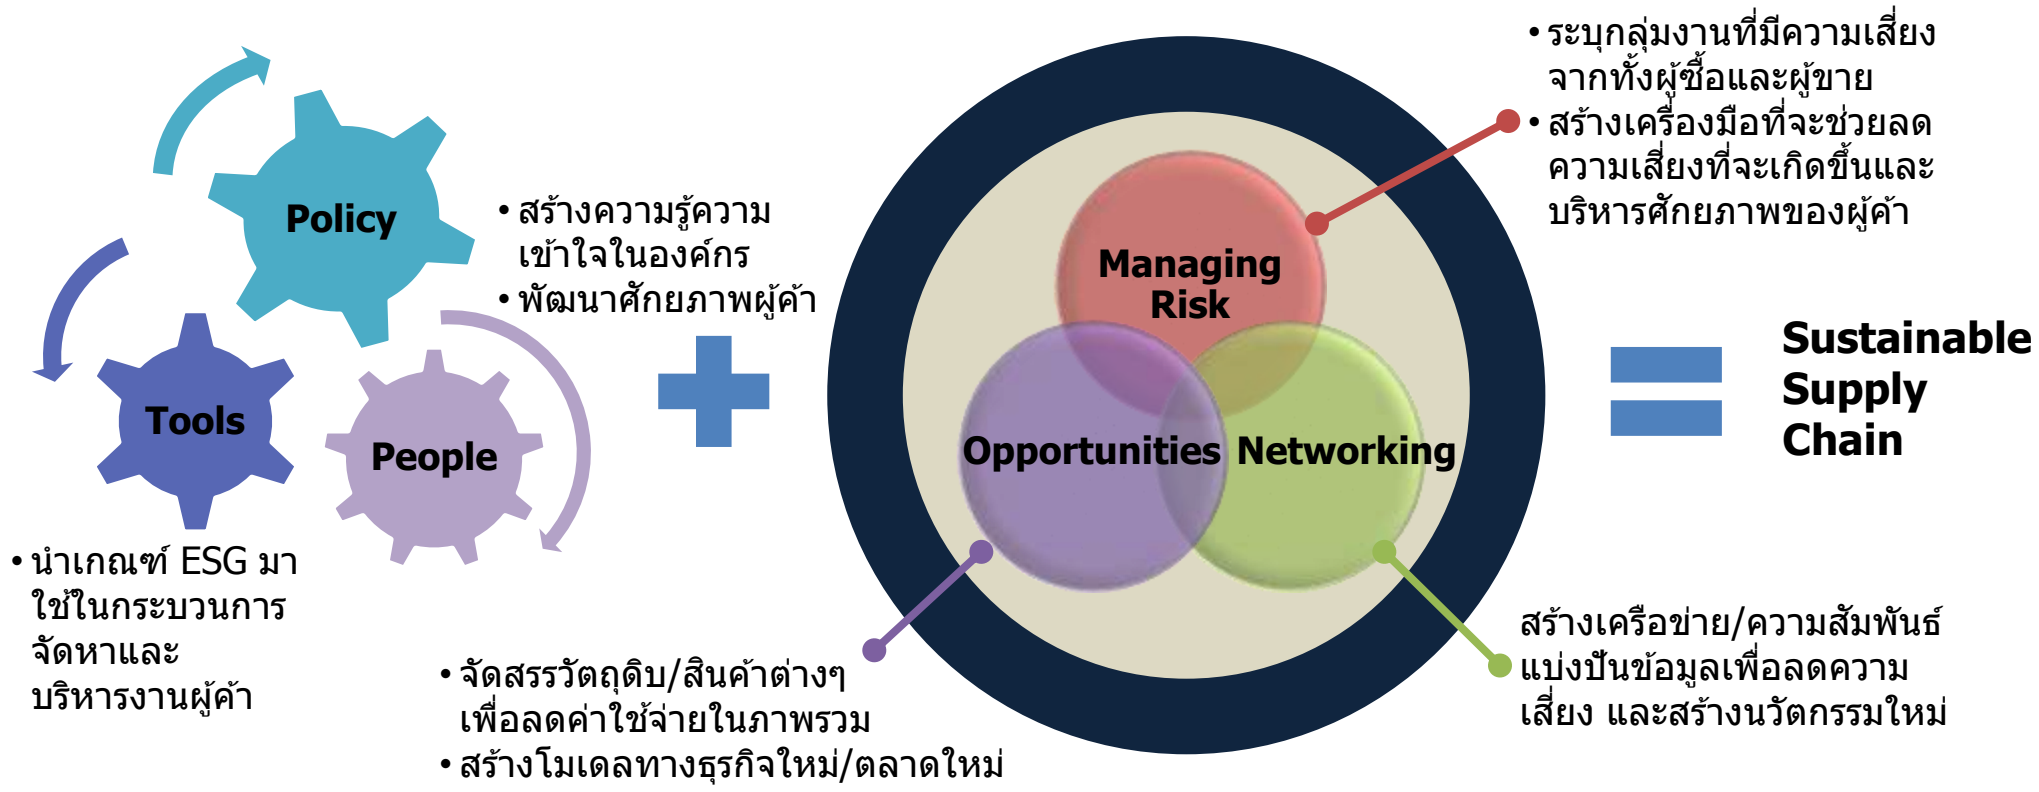 Policy
Tools
People
• สร้างความรู้ความ
เข้าใจในองค์กร
• พัฒนาศักยภาพผู้ค้า
• นำเกณฑ์ ESG มา
ใช้ในกระบวนการ
จัดหาและ
บริหารงานผู้ค้า
Managing
Risk
Opportunities
Networking
• ระบุกลุ่มงานที่มีความเสี่ยง
จากทั้งผู้ซื้อและผู้ขาย
• สร้างเครื่องมือที่จะช่วยลด
ความเสี่ยงที่จะเกิดขึ้นและ
บริหารศักยภาพของผู้ค้า
• จัดสรรวัตถุดิบ/สินค้าต่างๆ
เพื่อลดค่าใช้จ่ายในภาพรวม
• สร้างโมเดลทางธุรกิจใหม่/ตลาดใหม่
สร้างเครือข่าย/ความสัมพันธ์
แบ่งปันข้อมูลเพื่อลดความ
เสี่ยง และสร้างนวัตกรรมใหม่
Sustainable
Supply
Chain